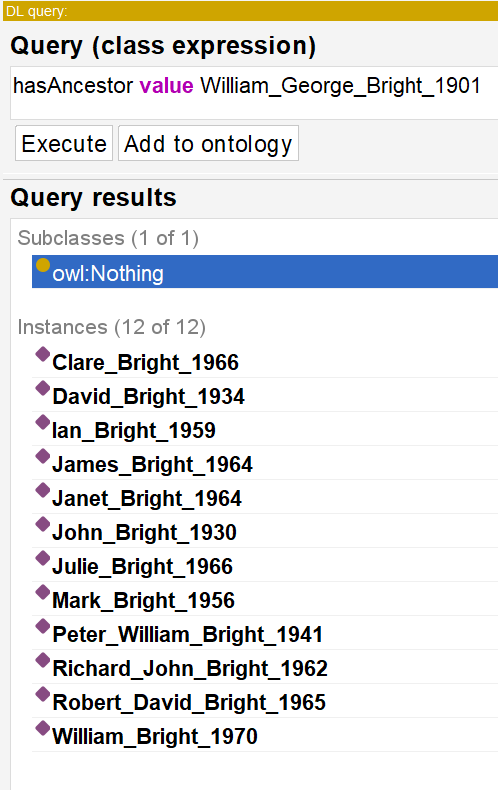 DL query:
Query (class expression)
hasAncestor value William_George_Bright_1901
Execute Add to ontology
Query results
Subclasses (1 of 1)
owl:Nothing
Instances (12 of 12)
Clare_Bright_1966
David_Bright_1934
Ian_Bright_1959
James_Bright_1964
Janet_Bright_1964
John_Bright_1930
Julie_Bright_1966
Mark_Bright_1956
Peter_William_Bright_1941
Richard_John_Bright_1962
Robert_David_Bright_1965
William_Bright_1970